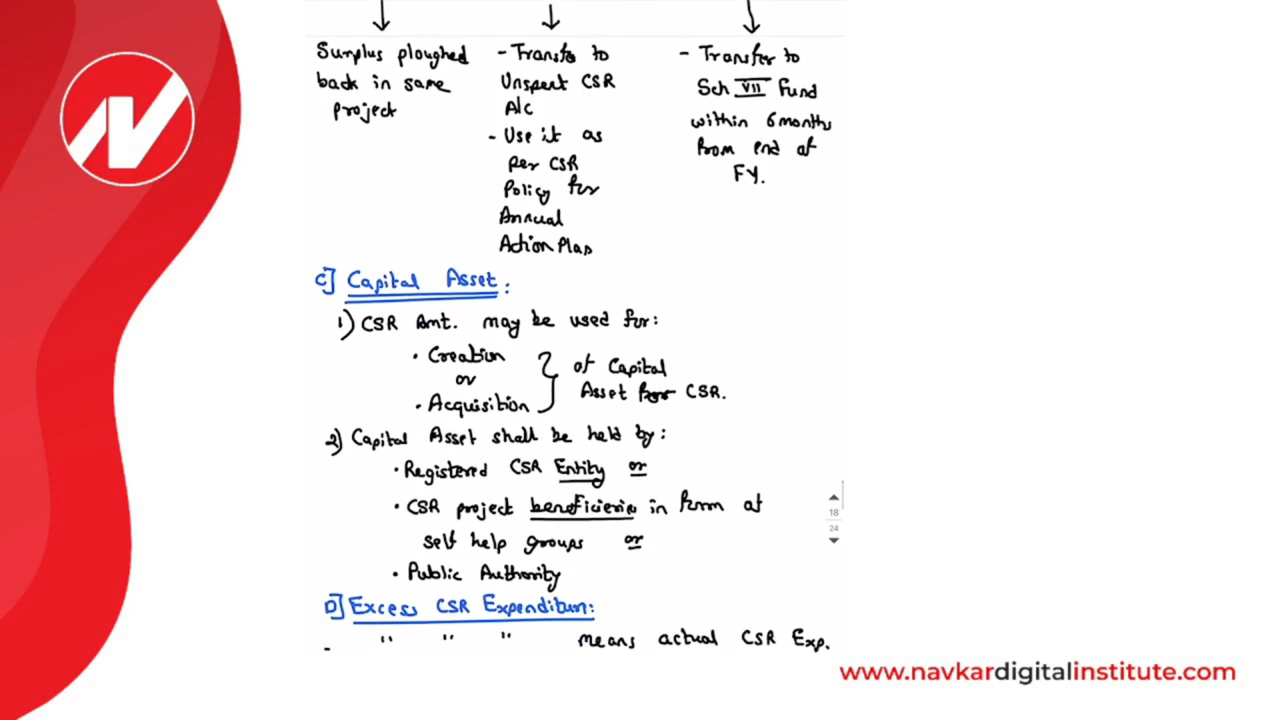 Surplus ploughed
back in same
project
- Transfer to
Unspent CSR
A/c
- Use it as
per CSR
Policy for
Annual
Action Plan
- Transfer to
Sch VII Fund
within 6 months
from end of
FY.
C] Capital Asset:
1) CSR Amt. may be used for:
• Creation
or
• Acquisition
of Capital
Asset for CSR.
2) Capital Asset shall be held by:
• Registered CSR Entity or
• CSR project beneficieries in form of
self help groups or
• Public Authority
D] Excess CSR Expenditure:
- " " " means actual CSR Exp.
18
24
www.navkardigitalinstitute.com